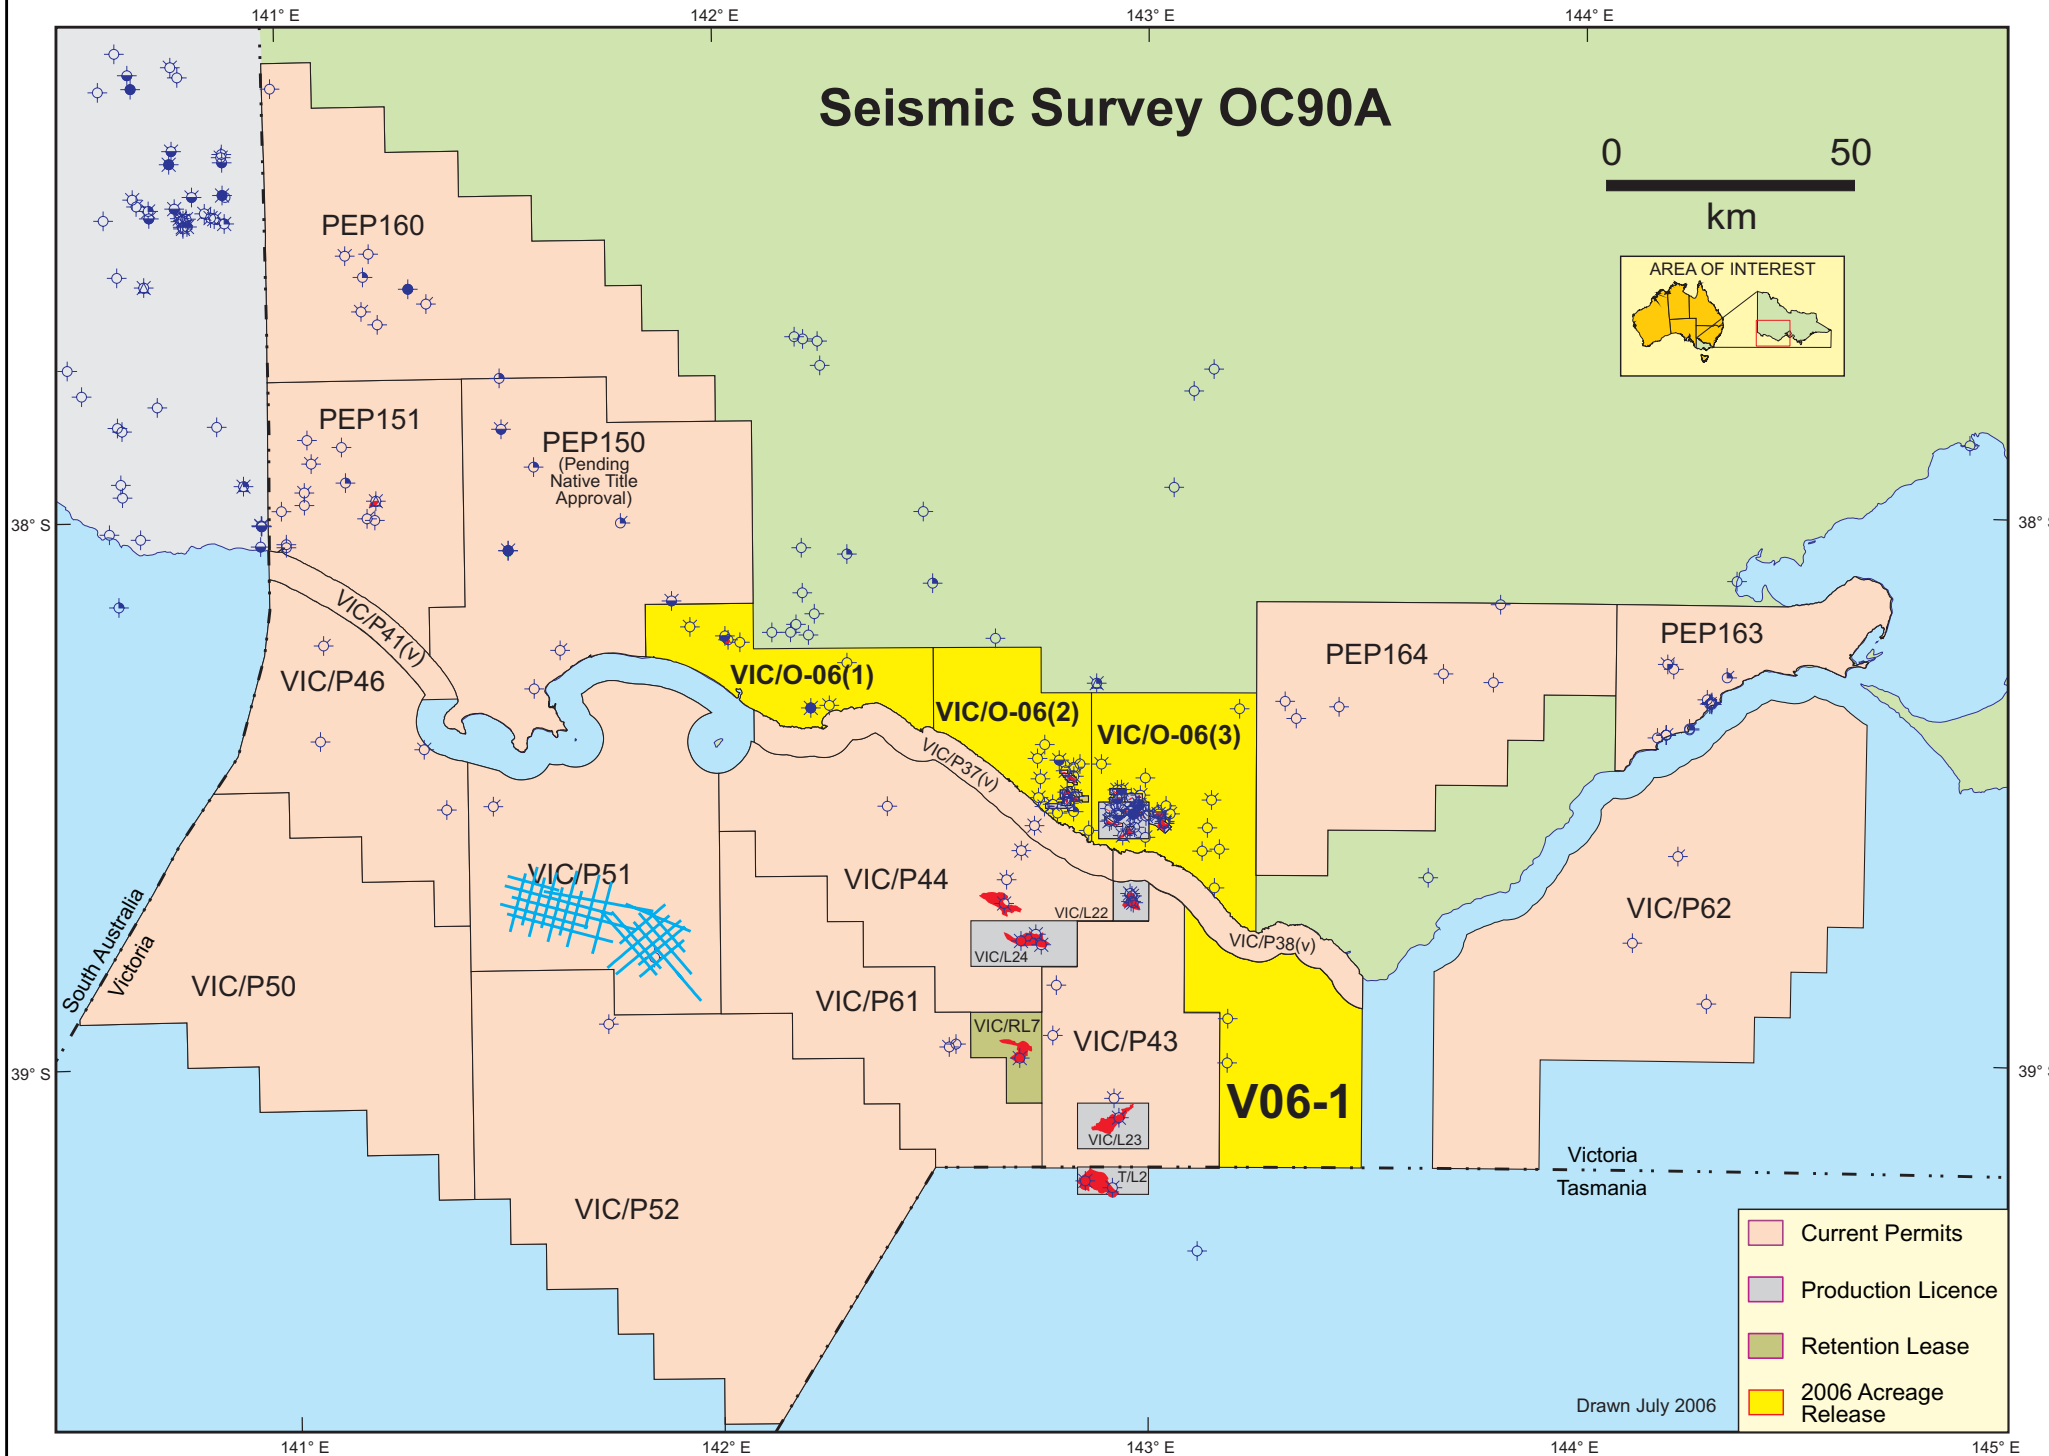 141° E
142° E
143° E
144° E
Seismic Survey OC90A
0
50
km
AREA OF INTEREST
PEP160
PEP151
PEP150
(Pending
Native Title
Approval)
38° S
38° S
VIC/P41(v)
VIC/P46
VIC/O-06(1)
VIC/O-06(2)
VIC/O-06(3)
PEP164
PEP163
VIC/P37(v)
VIC/P51
VIC/P44
VIC/L22
VIC/P62
VIC/P38(v)
VIC/L24
South Australia
Victoria
VIC/P50
VIC/P61
VIC/RL7
VIC/P43
39° S
39° S
V06-1
VIC/L23
T/L2
Victoria
Tasmania
VIC/P52
Current Permits
Production Licence
Retention Lease
2006 Acreage
Release
Drawn July 2006
141° E
142° E
143° E
144° E
145° E